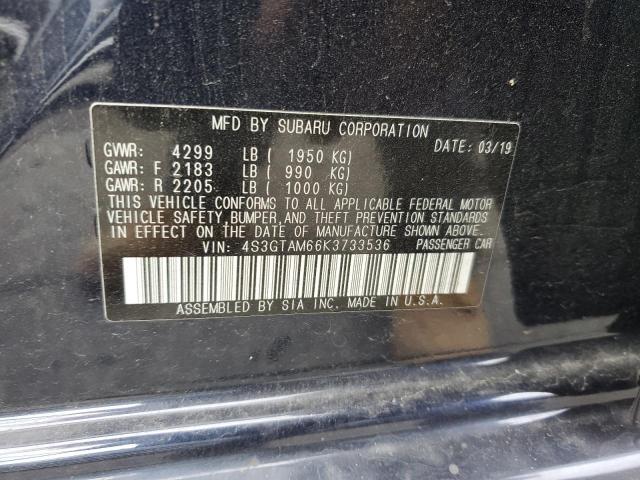 MFD BY SUBARU CORPORATION
GVWR: 4299 LB ( 1950 KG) DATE: 03/19
GAWR: F 2183 LB ( 990 KG)
GAWR: R 2205 LB ( 1000 KG)
THIS VEHICLE CONFORMS TO ALL APPLICABLE FEDERAL MOTOR
VEHICLE SAFETY, BUMPER, AND THEFT PREVENTION STANDARDS
IN EFFECT ON THE DATE OF MANUFACTURE SHOWN ABOVE.
VIN: 4S3GTAM66K3733536 PASSENGER CAR
ASSEMBLED BY SIA INC. MADE IN U.S.A.